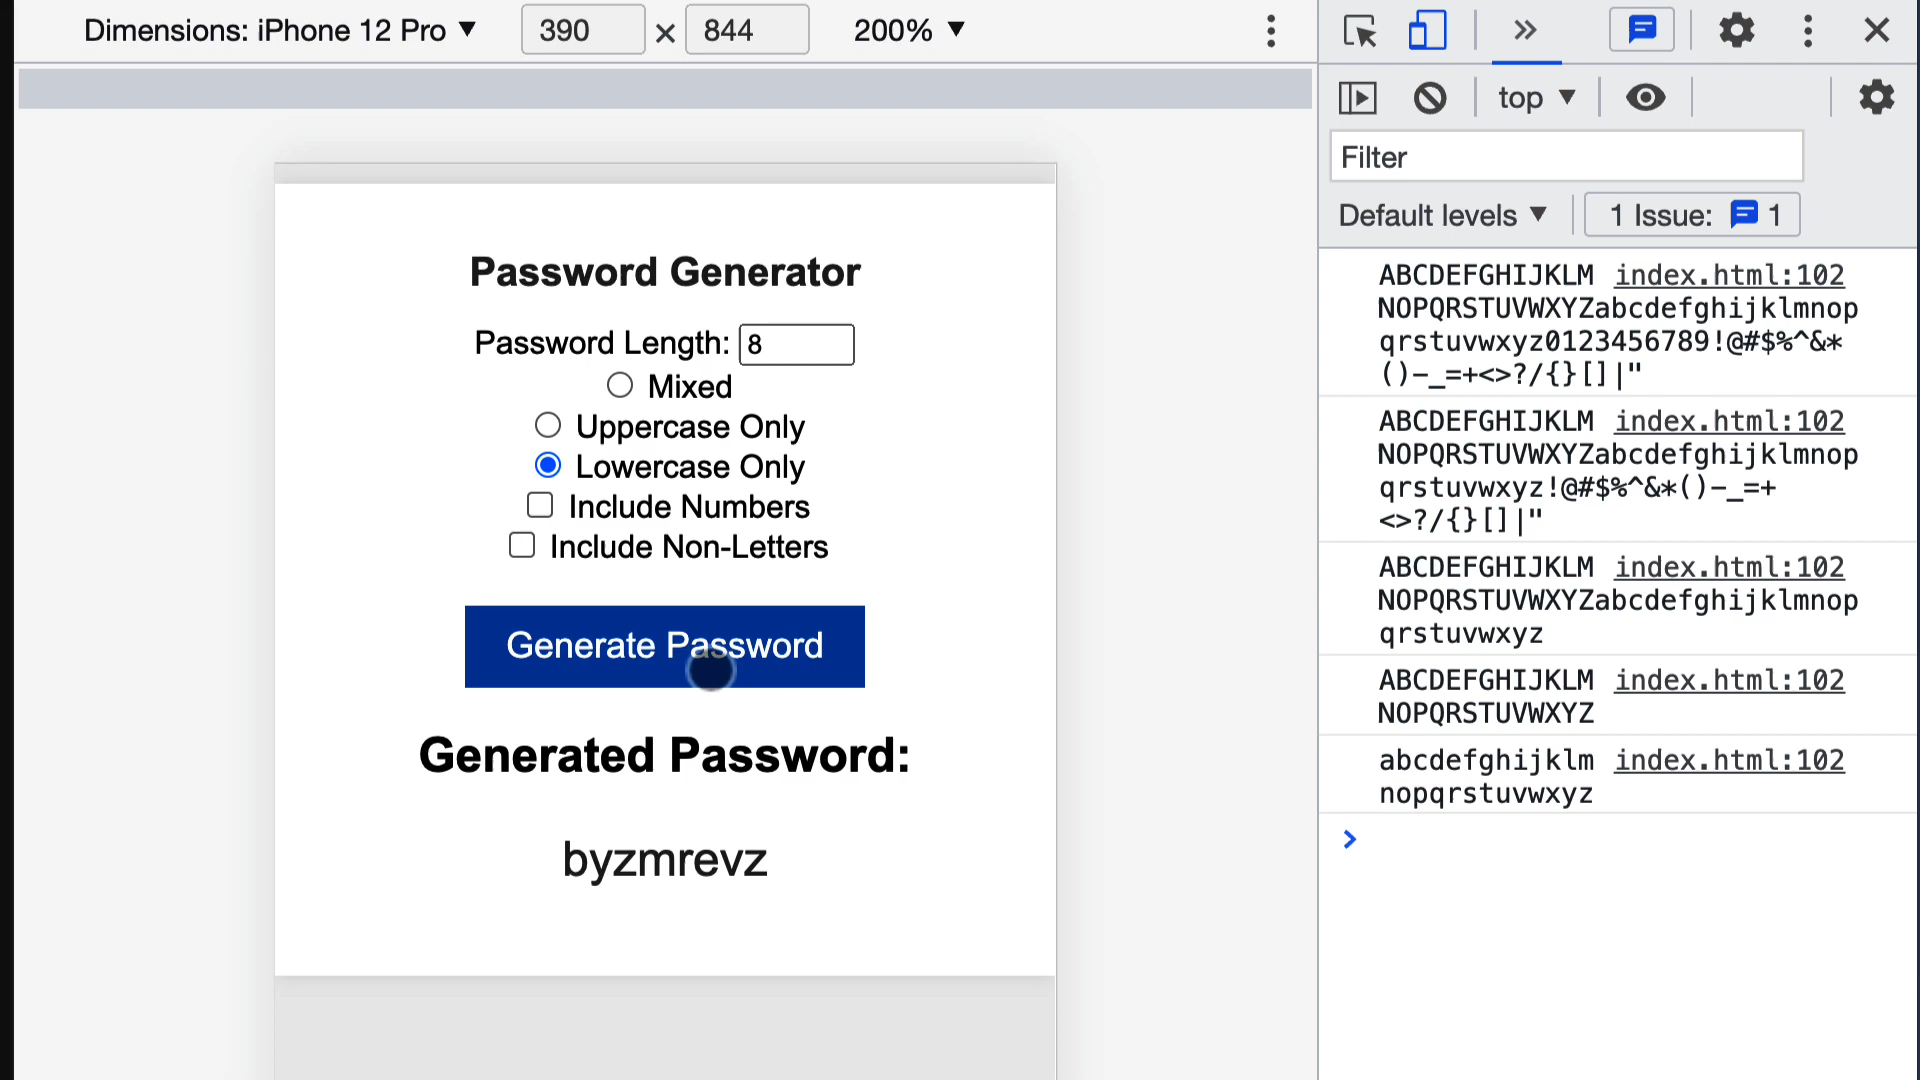 Dimensions: iPhone 12 Pro ▼ 390 × 844 200% ▼
top ▼
Filter
Default levels ▼ 1 Issue: 1
Password Generator
Password Length: 8
Mixed
Uppercase Only
Lowercase Only
Include Numbers
Include Non-Letters
Generate Password
Generated Password:
byzmrevz
ABCDEFGHIJKLM index.html:102
NOPQRSTUVWXYZabcdefghijklmnop
qrstuvwxyz0123456789!@#$%^&*
()-_=+<>?/{}[]|"
ABCDEFGHIJKLM index.html:102
NOPQRSTUVWXYZabcdefghijklmnop
qrstuvwxyz!@#$%^&*()-_=+
<>?/{}[]|"
ABCDEFGHIJKLM index.html:102
NOPQRSTUVWXYZabcdefghijklmnop
qrstuvwxyz
ABCDEFGHIJKLM index.html:102
NOPQRSTUVWXYZ
abcdefghijklm index.html:102
nopqrstuvwxyz